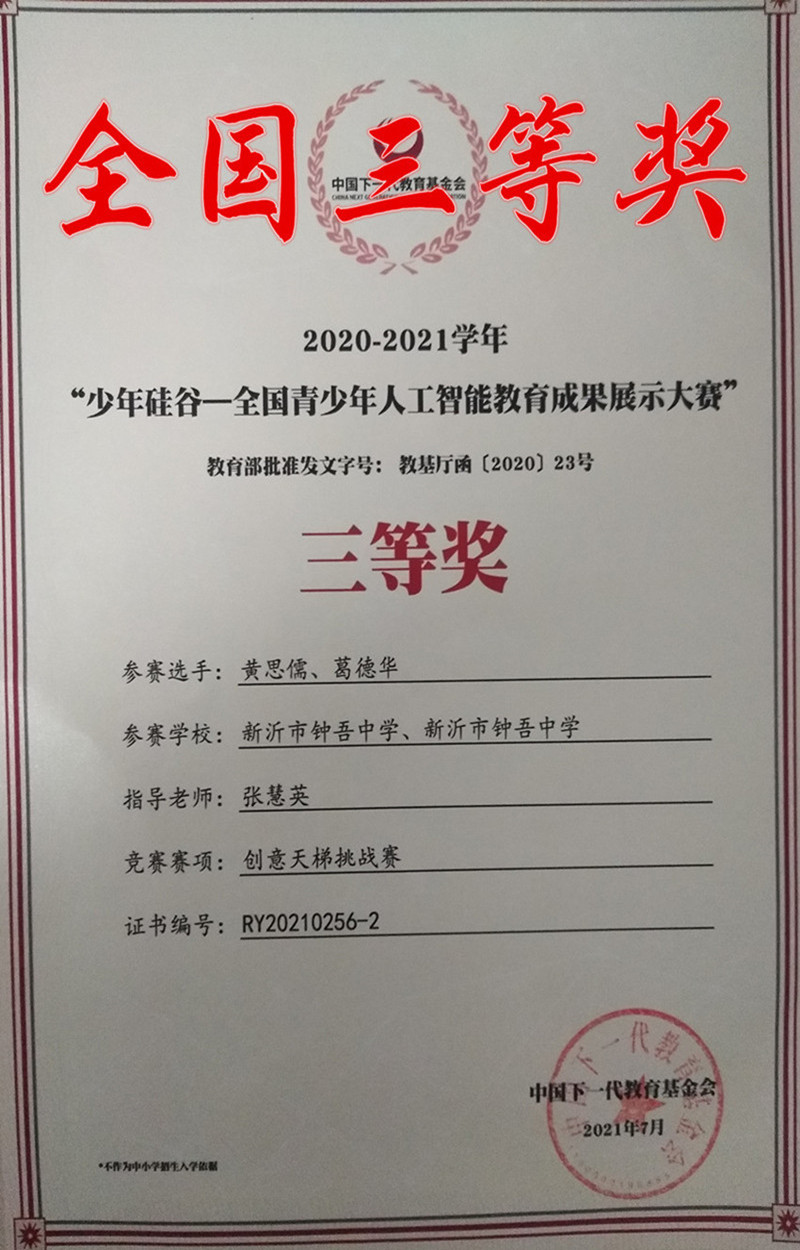 全国三等奖
中国下一代教育基金会
2020-2021学年
“少年硅谷—全国青少年人工智能教育成果展示大赛”
教育部批准发文字号： 教基厅函〔2020〕23号
三等奖
参赛选手：黄思儒、葛德华
参赛学校：新沂市钟吾中学、新沂市钟吾中学
指导老师：张慧英
竞赛赛项：创意天梯挑战赛
证书编号：RY20210256-2
中国下一代教育基金会
2021年7月
*不作为中小学招生入学依据